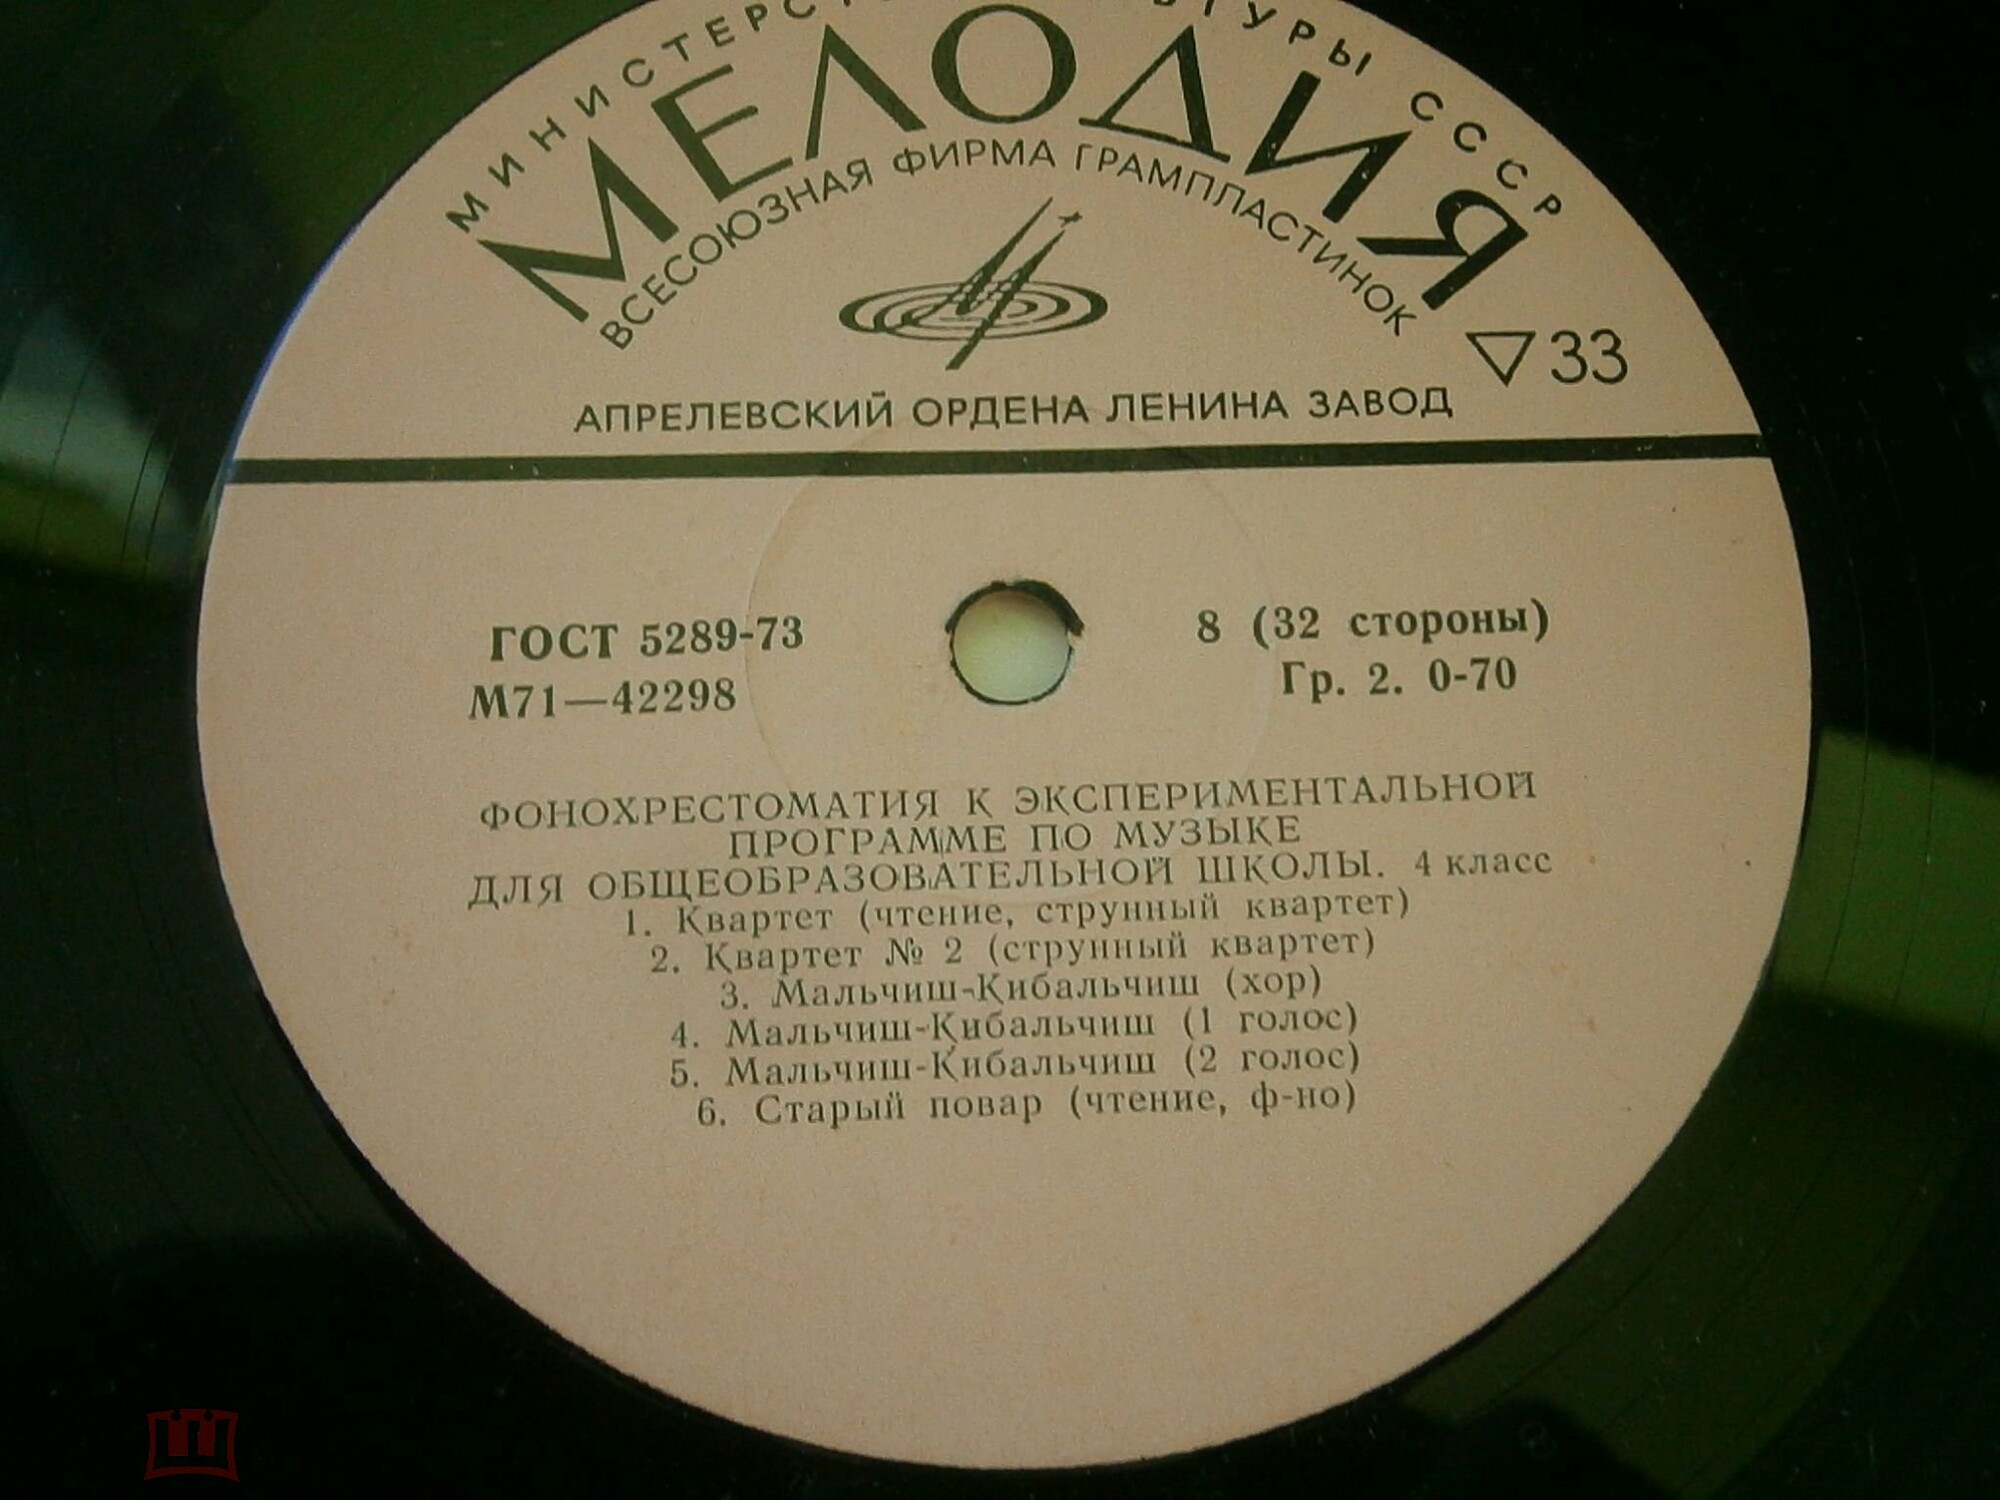 МИНИСТЕРС ТУРЫ СССР
МЕЛОДИЯ
ВСЕСОЮЗНАЯ ФИРМА ГРАМПЛАСТИНОК
▽33
АПРЕЛЕВСКИЙ ОРДЕНА ЛЕНИНА ЗАВОД
ГОСТ 5289-73
М71—42298
8 (32 стороны)
Гр. 2. 0-70
ФОНОХРЕСТОМАТИЯ К ЭКСПЕРИМЕНТАЛЬНОЙ
ПРОГРАММЕ ПО МУЗЫКЕ
ДЛЯ ОБЩЕОБРАЗОВАТЕЛЬНОЙ ШКОЛЫ. 4 класс
1. Квартет (чтение, струнный квартет)
2. Квартет № 2 (струнный квартет)
3. Мальчиш-Кибальчиш (хор)
4. Мальчиш-Кибальчиш (1 голос)
5. Мальчиш-Кибальчиш (2 голос)
6. Старый повар (чтение, ф-но)